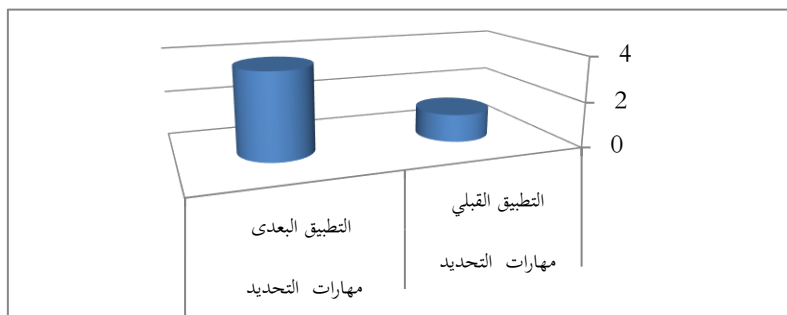 4
2
0
التطبيق القبلي
مهارات التحديد
التطبيق البعدى
مهارات التحديد